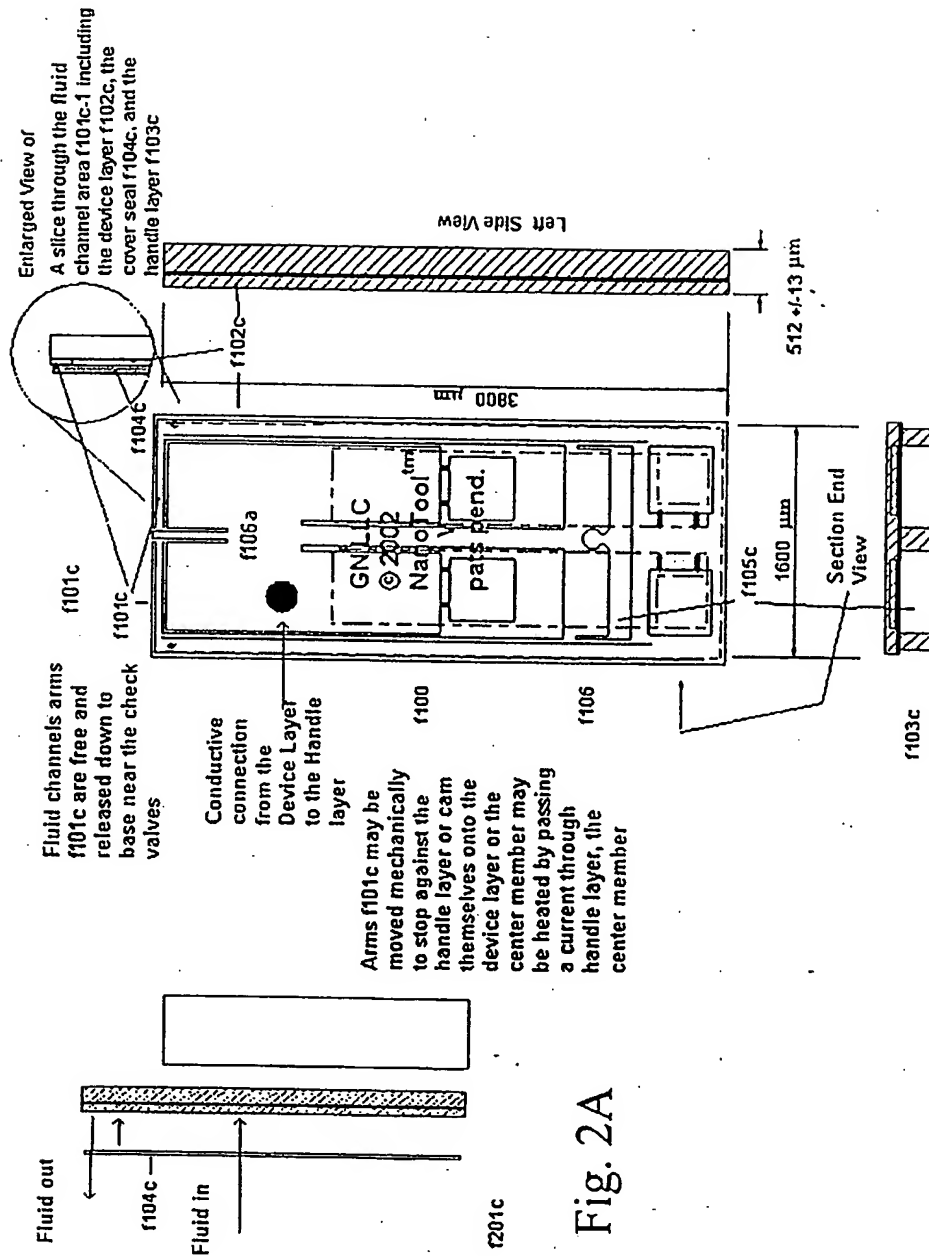 Enlarged View of
A slice through the fluid
channel area f101c-1 including
the device layer f102c, the
cover seal f104c, and the
handle layer f103c
f101c
f101c
f104c
f102c
Fluid channels arms
f101c are free and
released down to
base near the check
valves
f106a
3800 µm
Left Side View
512 +/-13 µm
Conductive
connection
from the
Device Layer
to the Handle
layer
GN LLC
©2002
NanoTool tm
pats pend.
f100
f106
f105c
1600 µm
Section End
View
f103c
Arms f101c may be
moved mechanically
to stop against the
handle layer or cam
themselves onto the
device layer or the
center member may
be heated by passing
a current through
handle layer, the
center member
Fluid out
f104c
Fluid in
f201c
Fig. 2A